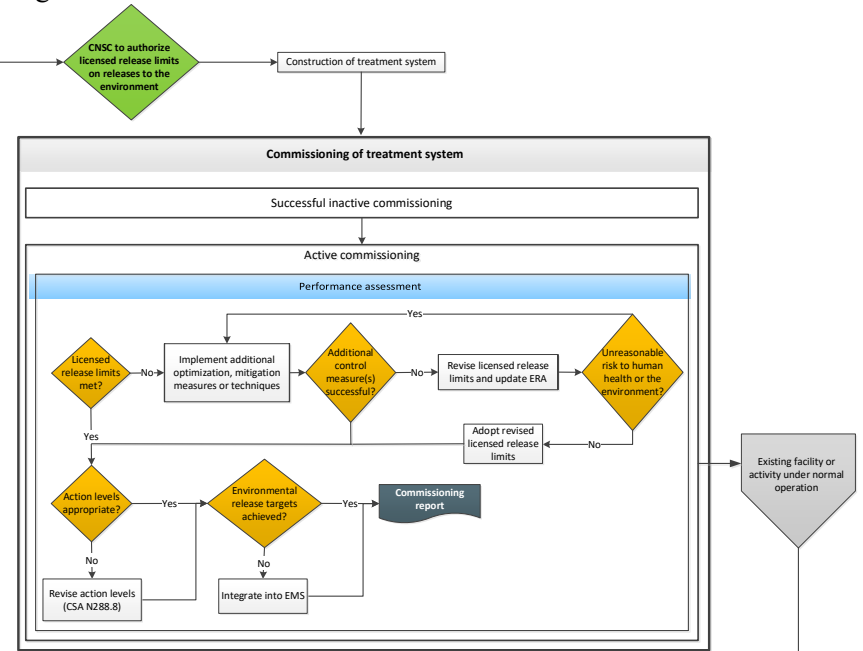 CNSC to authorize
licensed release limits
on releases to the
environment
Construction of treatment system
Commissioning of treatment system
Successful inactive commissioning
Active commissioning
Performance assessment
Yes
Licensed
release limits
met?
No
Implement additional
optimization, mitigation
measures or techniques
Additional
control
measure(s)
successful?
No
Revise licensed release
limits and update ERA
Unreasonable
risk to human
health or the
environment?
Yes
Adopt revised
licensed release
limits
No
Action levels
appropriate?
Yes
Environmental
release targets
achieved?
Yes
Commissioning
report
Existing facility or
activity under normal
operation
No
Revise action levels
(CSA N288.8)
No
Integrate into EMS